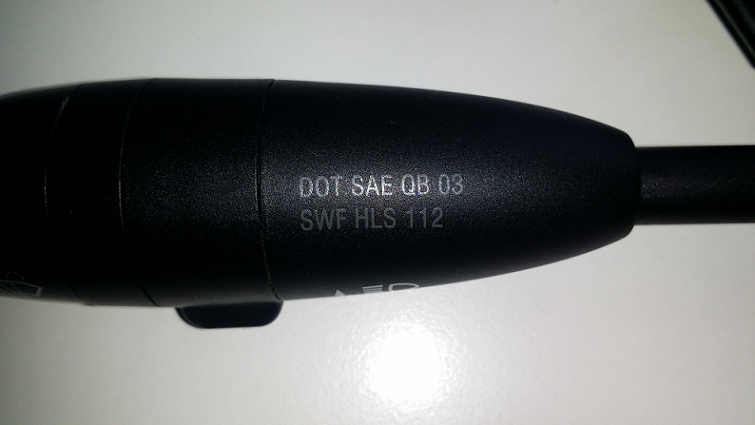 DOT SAE QB 03
SWF HLS 112